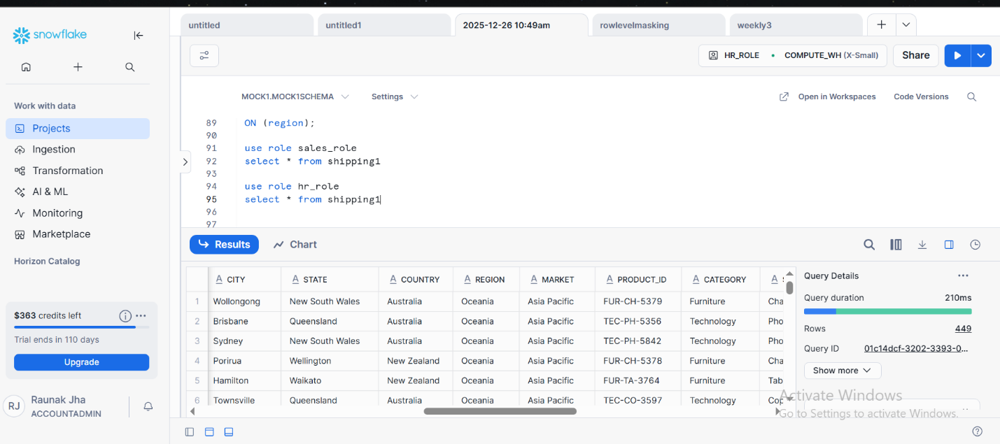 snowflake
Work with data
Projects
Ingestion
Transformation
AI & ML
Monitoring
Marketplace
Horizon Catalog
$363 credits left
Trial ends in 110 days
Upgrade
RJ
Raunak Jha
ACCOUNTADMIN
untitled untitled1 2025-12-26 10:49am rowlevelmasking weekly3
HR_ROLE COMPUTE_WH (X-Small) Share
MOCK1.MOCK1SCHEMA Settings Open in Workspaces Code Versions
89 ON (region);
90
91 use role sales_role
92 select * from shipping1
93
94 use role hr_role
95 select * from shipping1
96
97
Results Chart
A CITY A STATE A COUNTRY A REGION A MARKET A PRODUCT_ID A CATEGORY A
1 Wollongong New South Wales Australia Oceania Asia Pacific FUR-CH-5379 Furniture Cha
2 Brisbane Queensland Australia Oceania Asia Pacific TEC-PH-5356 Technology Pho
3 Sydney New South Wales Australia Oceania Asia Pacific TEC-PH-5842 Technology Pho
4 Porirua Wellington New Zealand Oceania Asia Pacific FUR-CH-5378 Furniture Cha
5 Hamilton Waikato New Zealand Oceania Asia Pacific FUR-TA-3764 Furniture Tab
6 Townsville Queensland Australia Oceania Asia Pacific TEC-CO-3597 Technology Cop
Query Details
Query duration 210ms
Rows 449
Query ID 01c14dcf-3202-3393-0...
Show more
Activate Windows
Go to Settings to activate Windows.